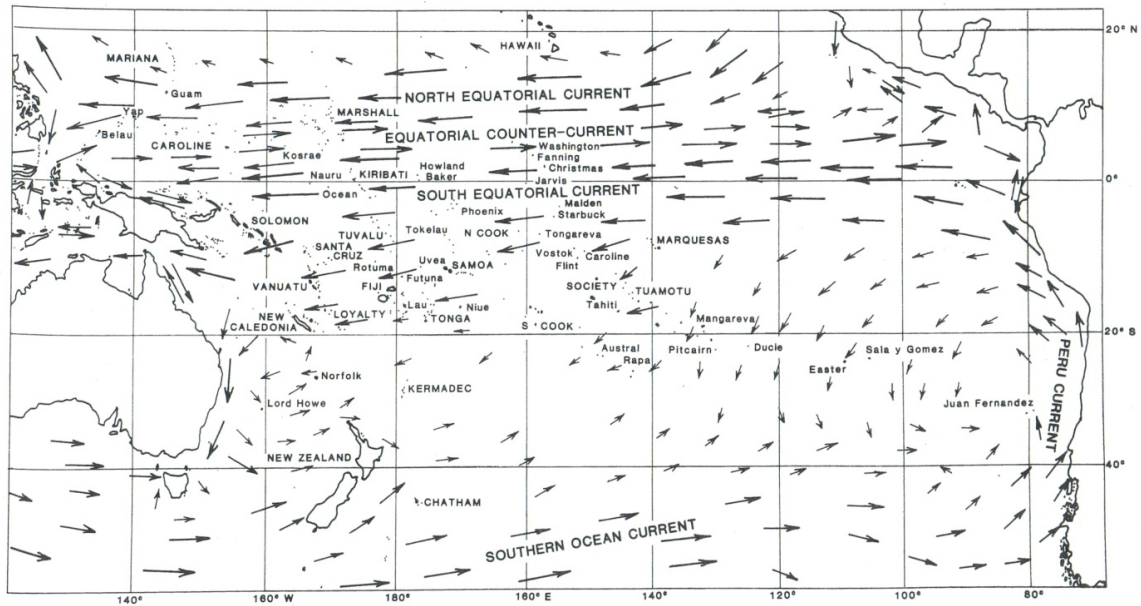 20° N
HAWAII
MARIANA
Guam
NORTH EQUATORIAL CURRENT
Yap
MARSHALL
Belau
EQUATORIAL COUNTER-CURRENT
CAROLINE
Washington
Kosrae
Fanning
Howland
Christmas
Nauru
KIRIBATI
Baker
Jarvis
0°
Ocean
SOUTH EQUATORIAL CURRENT
Malden
Phoenix
Starbuck
SOLOMON
TUVALU
Tokelau
N COOK
Tongareva
SANTA
CRUZ
MARQUESAS
Vostok
Caroline
Rotuma
Uvea
SAMOA
Flint
Futuna
VANUATU
FIJI
SOCIETY
TUAMOTU
Lau
Niue
Tahiti
NEW
CALEDONIA
LOYALTY
TONGA
S COOK
Mangareva
20° S
Austral
Rapa
Pitcairn
Ducie
Sala y Gomez
Easter
PERU CURRENT
Norfolk
KERMADEC
Lord Howe
Juan Fernandez
NEW ZEALAND
40°
CHATHAM
SOUTHERN OCEAN CURRENT
140°
160° W
180°
160° E
140°
120°
100°
80°